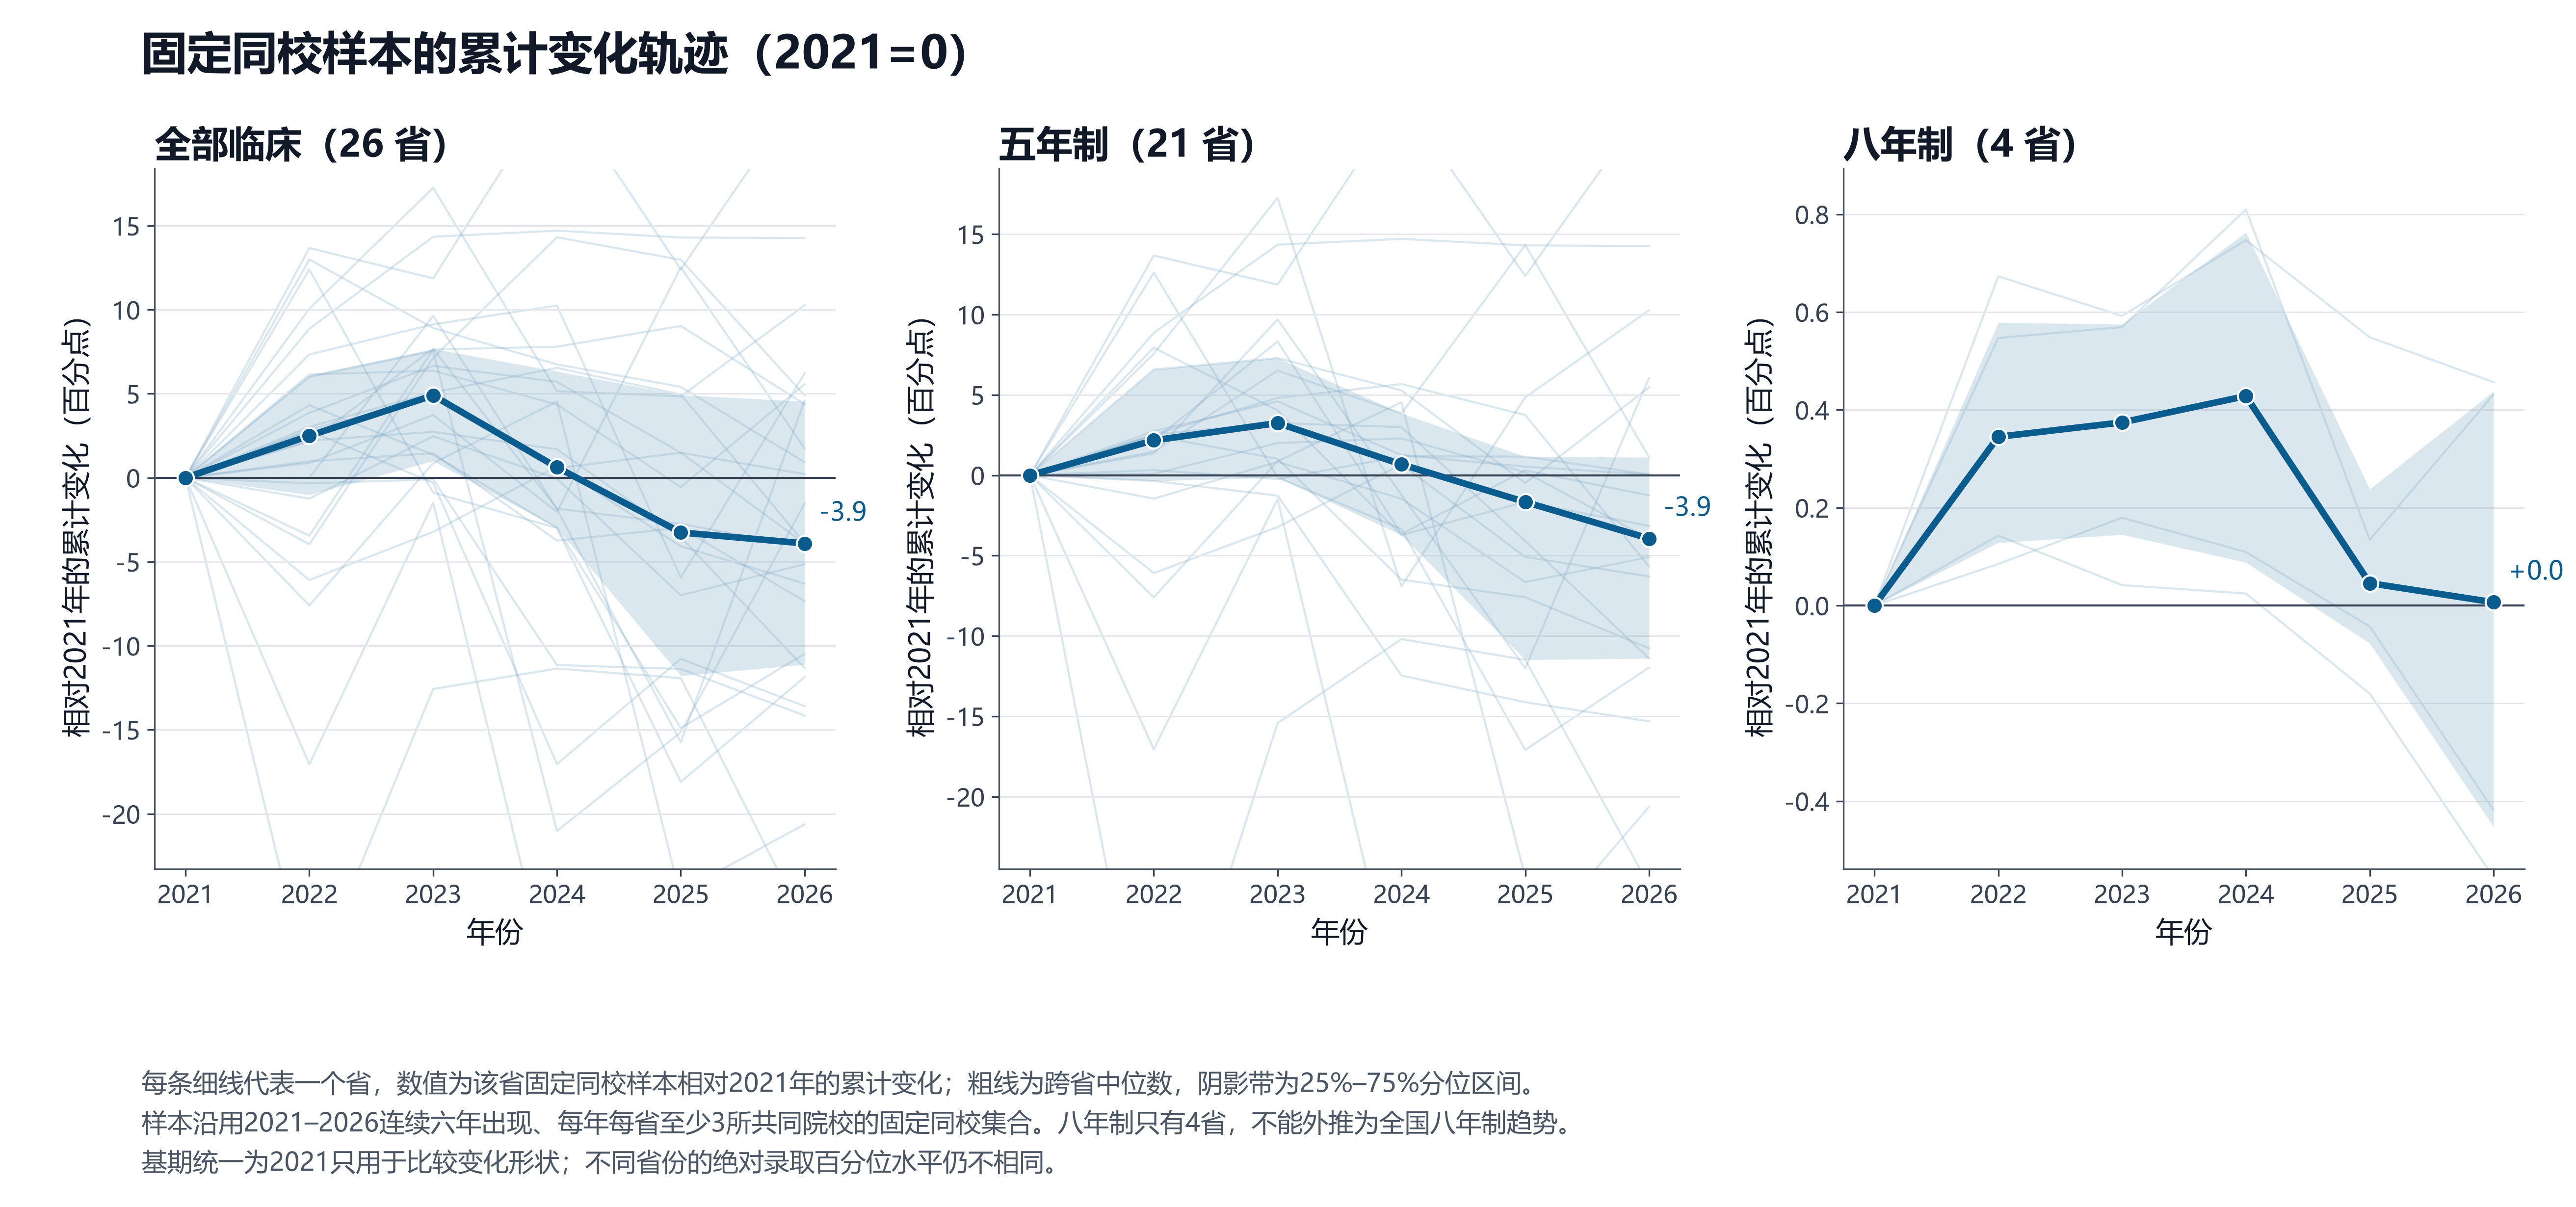 固定同校样本的累计变化轨迹（2021=0）
全部临床（26 省）
相对2021年的累计变化（百分点）
15
10
5
0
-5
-10
-15
-20
-3.9
2021 2022 2023 2024 2025 2026
年份
五年制（21 省）
相对2021年的累计变化（百分点）
15
10
5
0
-5
-10
-15
-20
-3.9
2021 2022 2023 2024 2025 2026
年份
八年制（4 省）
相对2021年的累计变化（百分点）
0.8
0.6
0.4
0.2
0.0
-0.2
-0.4
+0.0
2021 2022 2023 2024 2025 2026
年份
每条细线代表一个省，数值为该省固定同校样本相对2021年的累计变化；粗线为跨省中位数，阴影带为25%–75%分位区间。
样本沿用2021–2026连续六年出现、每年每省至少3所共同院校的固定同校集合。八年制只有4省，不能外推为全国八年制趋势。
基期统一为2021只用于比较变化形状；不同省份的绝对录取百分位水平仍不相同。